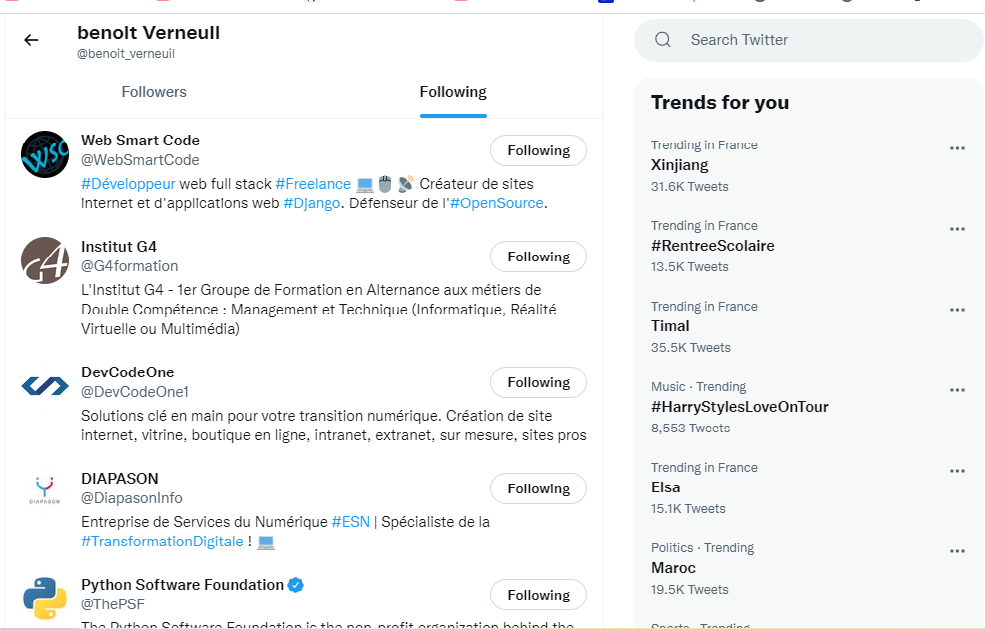 benoit Verneuil
@benoit_verneuil
Followers
Following
Web Smart Code
@WebSmartCode
Following
#Développeur web full stack #Freelance Créateur de sites
internet et d'applications web #Django. Défenseur de l'#OpenSource.
Institut G4
@G4formation
Following
L'Institut G4 - 1er Groupe de Formation en Alternance aux métiers de
Double Compétence : Management et Technique (Informatique, Réalité
Virtuelle ou Multimédia)
DevCodeOne
@DevCodeOne1
Following
Solutions clé en main pour votre transition numérique. Création de site
internet, vitrine, boutique en ligne, intranet, extranet, sur mesure, sites pros
DIAPASON
DIAPASON
@DiapasonInfo
Following
Entreprise de Services du Numérique #ESN | Spécialiste de la
#TransformationDigitale !
Python Software Foundation
@ThePSF
Following
The Python Software Foundation is the non-profit organization behind the
Search Twitter
Trends for you
Trending in France
Xinjiang
31.6K Tweets
Trending in France
#RentreeScolaire
13.5K Tweets
Trending in France
Timal
35.5K Tweets
Music · Trending
#HarryStylesLoveOnTour
8,553 Tweets
Trending in France
Elsa
15.1K Tweets
Politics · Trending
Maroc
19.5K Tweets
Sports · Trending
WSC
G4